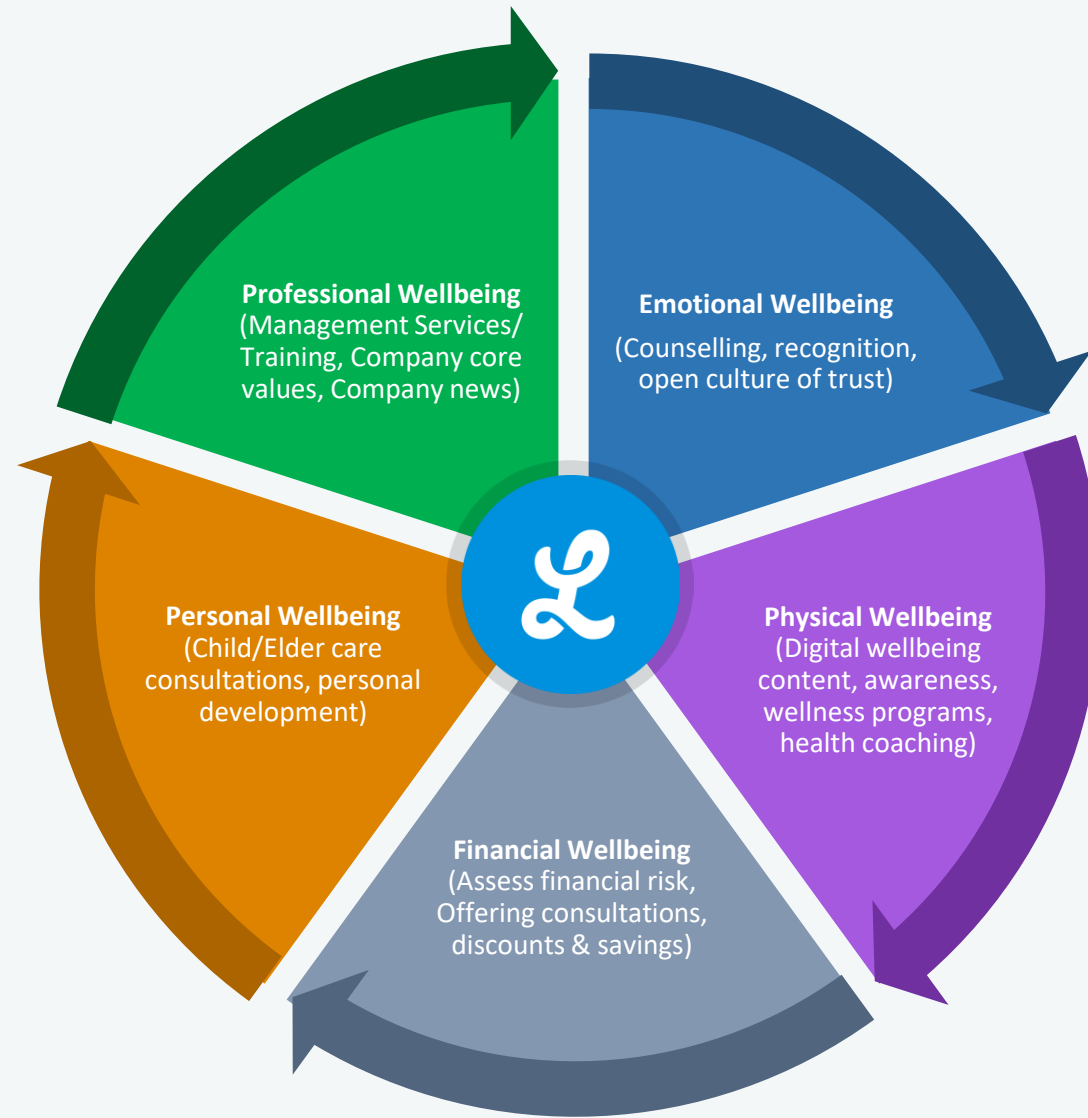 Professional Wellbeing
(Management Services/
Training, Company core
values, Company news)
Emotional Wellbeing
(Counselling, recognition,
open culture of trust)
Physical Wellbeing
(Digital wellbeing
content, awareness,
wellness programs,
health coaching)
Financial Wellbeing
(Assess financial risk,
Offering consultations,
discounts & savings)
Personal Wellbeing
(Child/Elder care
consultations, personal
development)
L